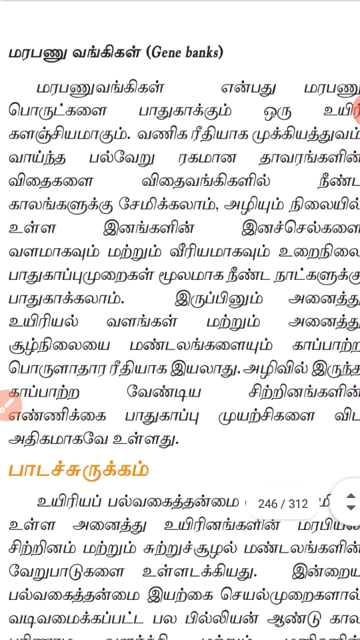 மரபணு வங்கிகள் (Gene banks)
மரபணுவங்கிகள் என்பது மரபணு
பொருட்களை பாதுகாக்கும் ஒரு உயிரி
களஞ்சியமாகும். வணிக ரீதியாக முக்கியத்துவம்
வாய்ந்த பல்வேறு ரகமான தாவரங்களின்
விதைகளை விதைவங்கிகளில் நீண்ட
காலங்களுக்கு சேமிக்கலாம், அழியும் நிலையில்
உள்ள இனங்களின் இனச்செல்களை
வளமாகவும் மற்றும் வீரியமாகவும் உறைநிலை
பாதுகாப்புமுறைகள் மூலமாக நீண்ட நாட்களுக்கு
பாதுகாக்கலாம். இருப்பினும் அனைத்து
உயிரியல் வளங்கள் மற்றும் அனைத்து
சூழ்நிலையை மண்டலங்களையும் காப்பாற்ற
பொருளாதார ரீதியாக இயலாது. அழிவில் இருந்து
காப்பாற்ற வேண்டிய சிற்றினங்களின்
எண்ணிக்கை பாதுகாப்பு முயற்சிகளை விட
அதிகமாகவே உள்ளது.
பாடச்சுருக்கம்
உயிரியப் பல்வகைத்தன்மை
246 / 312
உள்ள அனைத்து உயிரினங்களின் மரபியல்
சிற்றினம் மற்றும் சுற்றுச்சூழல் மண்டலங்களின்
வேறுபாடுகளை உள்ளடக்கியது. இன்றைய
பல்வகைத்தன்மை இயற்கை செயல்முறைகளால்
வடிவமைக்கப்பட்ட பல பில்லியன் ஆண்டு கால